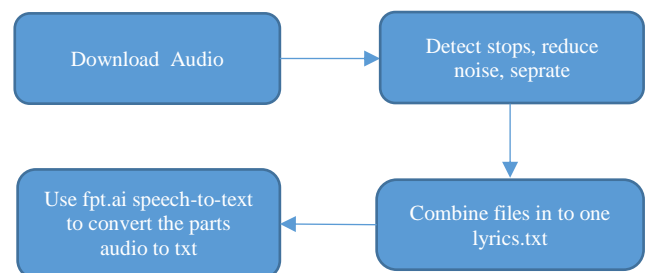 Download Audio
Detect stops, reduce
noise, seprate
Combine files in to one
lyrics.txt
Use fpt.ai speech-to-text
to convert the parts
audio to txt